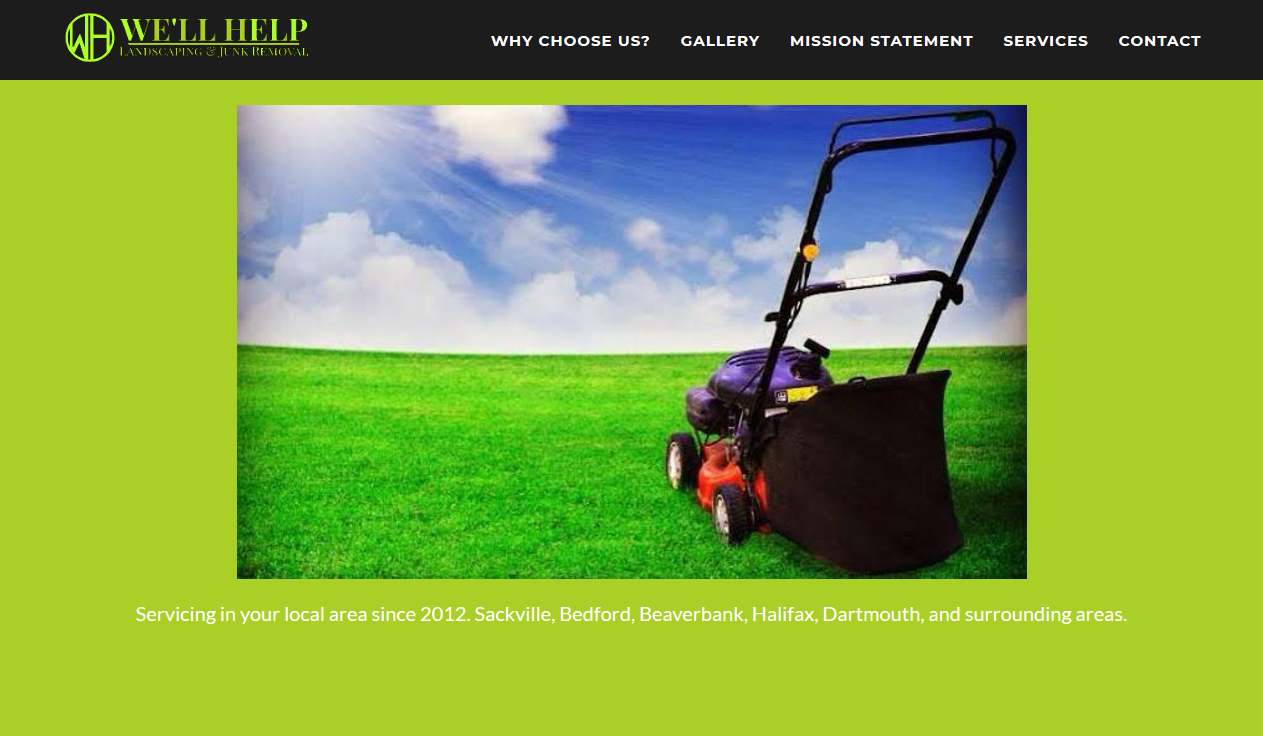 WH WE'LL HELP
LANDSCAPING & JUNK REMOVAL
WHY CHOOSE US? GALLERY MISSION STATEMENT SERVICES CONTACT
Servicing in your local area since 2012. Sackville, Bedford, Beaverbank, Halifax, Dartmouth, and surrounding areas.